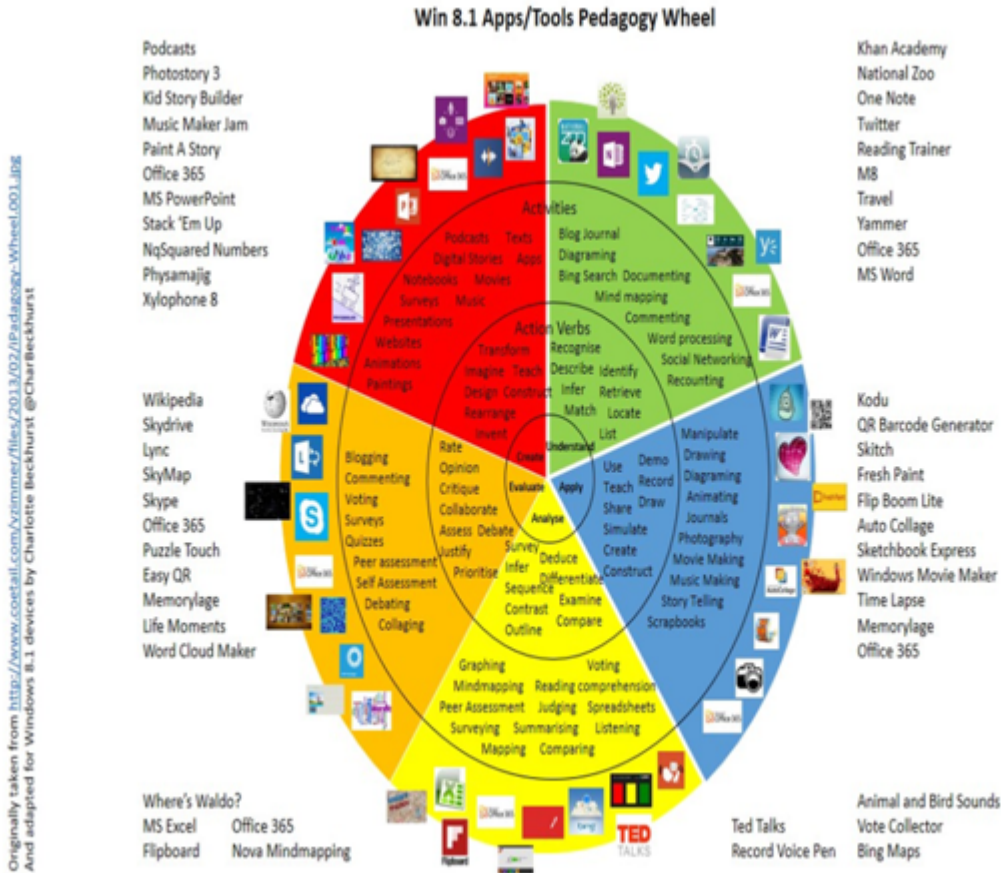 Win 8.1 Apps/Tools Pedagogy Wheel
Originally taken from http://www.coetail.com/vzimmer/files/2013/02/iPadagogy-Wheel.001.jpg
And adapted for Windows 8.1 devices by Charlotte Beckhurst @CharBeckhurst
Podcasts
Photostory 3
Kid Story Builder
Music Maker Jam
Paint A Story
Office 365
MS PowerPoint
Stack 'Em Up
NqSquared Numbers
Physamajig
Xylophone 8
Khan Academy
National Zoo
One Note
Twitter
Reading Trainer
M8
Travel
Yammer
Office 365
MS Word
Activities
Podcasts Texts
Digital Stories Apps
Notebooks Movies
Surveys Music
Presentations
Websites
Animations
Paintings
Action Verbs
Transform
Imagine Teach
Design Construct
Rearrange
Invent
Create
Blog Journal
Diagraming
Bing Search Documenting
Mind mapping
Commenting
Word processing
Social Networking
Recounting
Recognise
Describe Identify
Infer Retrieve
Match Locate
List
Understand
Wikipedia
Skydrive
Lync
SkyMap
Skype
Office 365
Puzzle Touch
Easy QR
Memorylage
Life Moments
Word Cloud Maker
Blogging
Commenting
Voting
Surveys
Quizzes
Peer assessment
Self Assessment
Debating
Collaging
Rate
Opinion
Critique
Collaborate
Assess Debate
Justify
Prioritise
Evaluate
Apply
Analyse
Use Demo
Teach Record
Share Draw
Simulate
Create
Construct
Manipulate
Drawing
Diagraming
Animating
Journals
Photography
Movie Making
Music Making
Story Telling
Scrapbooks
Kodu
QR Barcode Generator
Skitch
Fresh Paint
Flip Boom Lite
Auto Collage
Sketchbook Express
Windows Movie Maker
Time Lapse
Memorylage
Office 365
Survey Deduce
Infer Differentiate
Sequence Examine
Contrast Compare
Outline
Graphing Voting
Mindmapping Reading comprehension
Peer Assessment Judging Spreadsheets
Surveying Summarising Listening
Mapping Comparing
Where's Waldo?
MS Excel Office 365
Flipboard Nova Mindmapping
TED
TALKS
Flipboard
Ted Talks
Record Voice Pen
Animal and Bird Sounds
Vote Collector
Bing Maps
Office 365
Office 365
Office 365
Office 365
Office 365